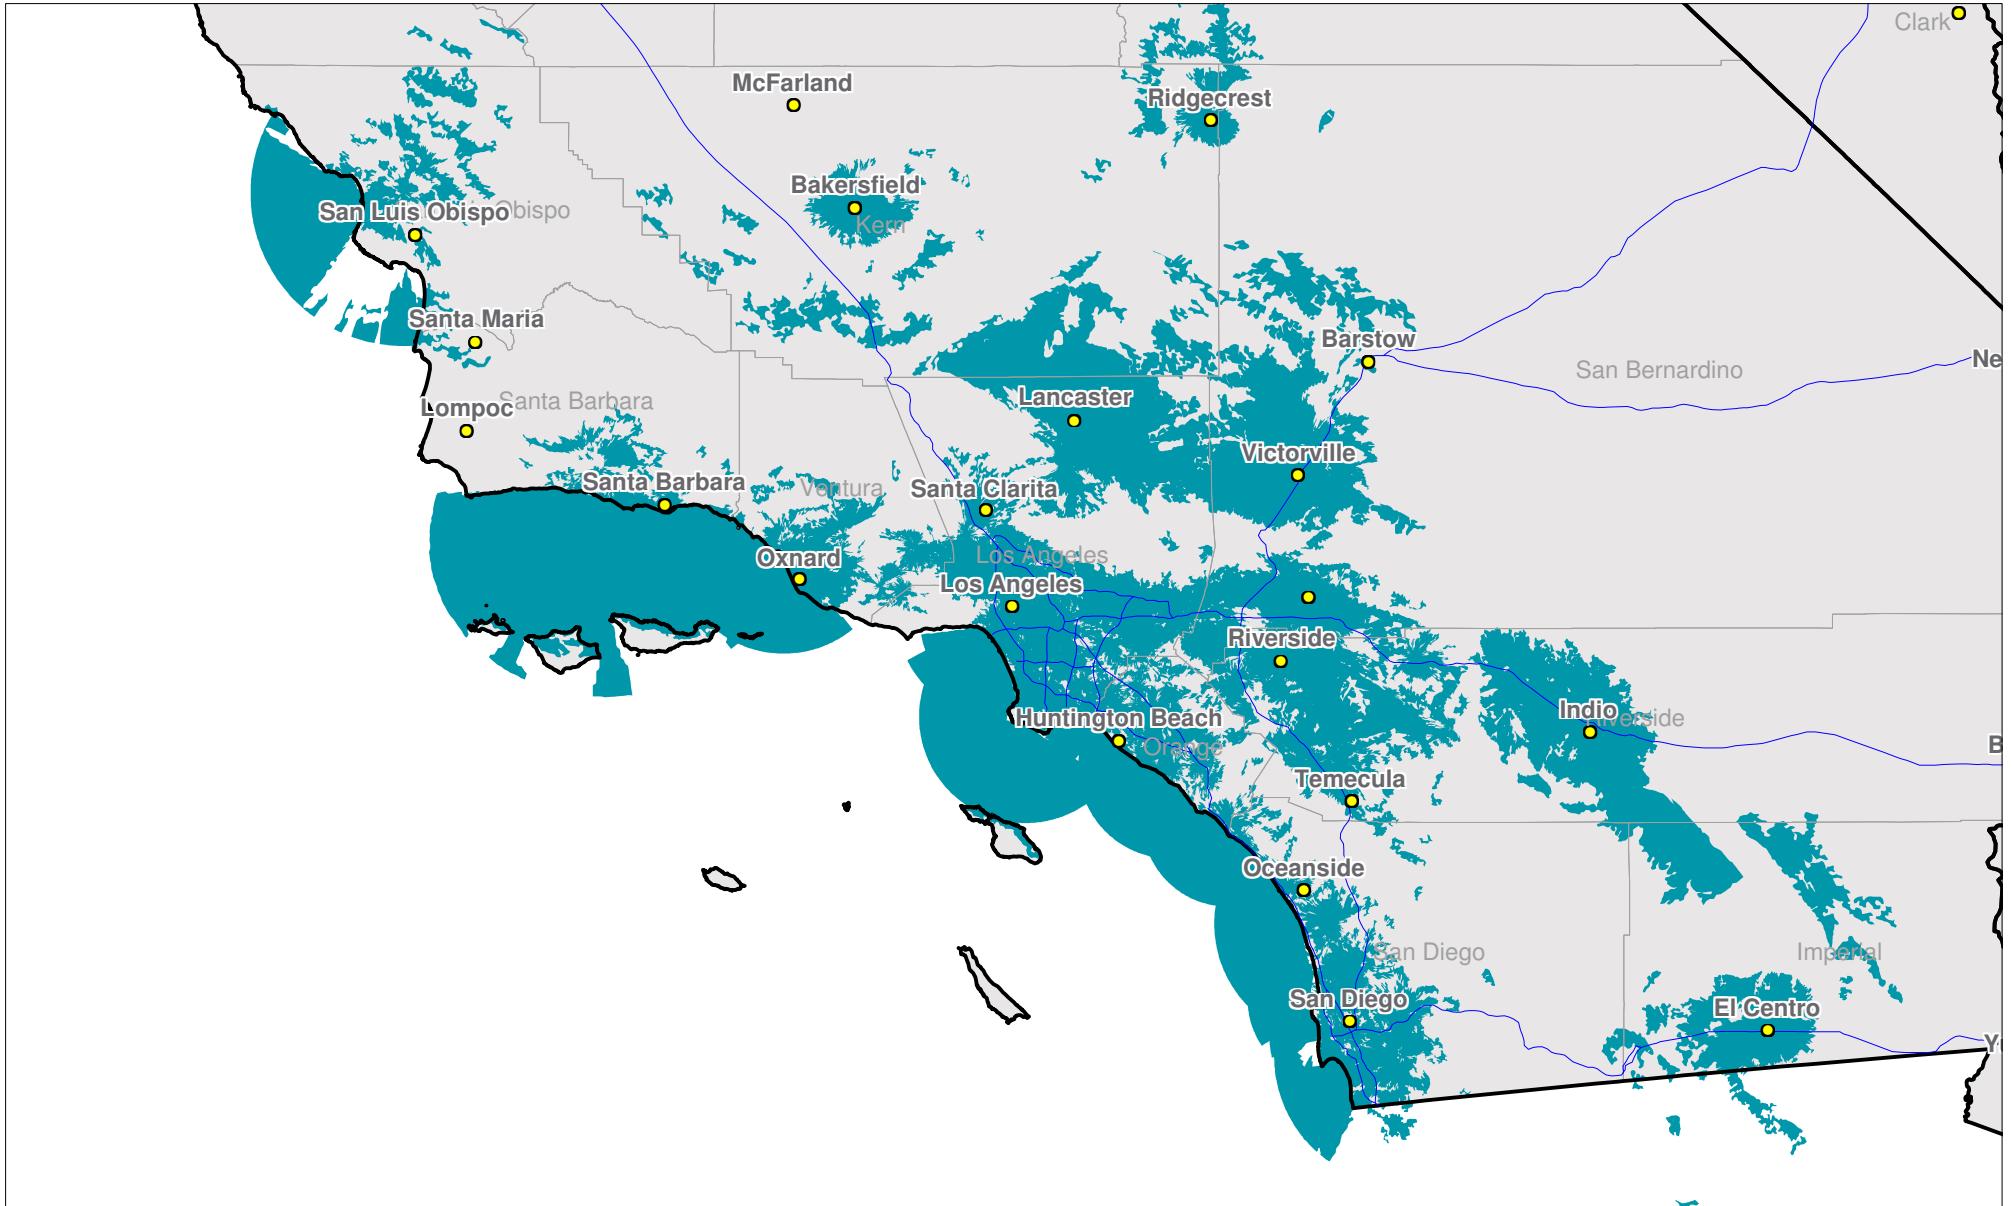 Clark
McFarland
Ridgecrest
Bakersfield
Kern
San Luis Obispo
Obispo
Santa Maria
Barstow
San Bernardino
Ne
Lancaster
Santa Barbara
Lompoc
Victorville
Santa Barbara
Ventura
Santa Clarita
Los Angeles
Oxnard
Los Angeles
Riverside
Indio
Riverside
Huntington Beach
Orange
B
Temecula
Oceanside
San Diego
Imperial
San Diego
El Centro
Y